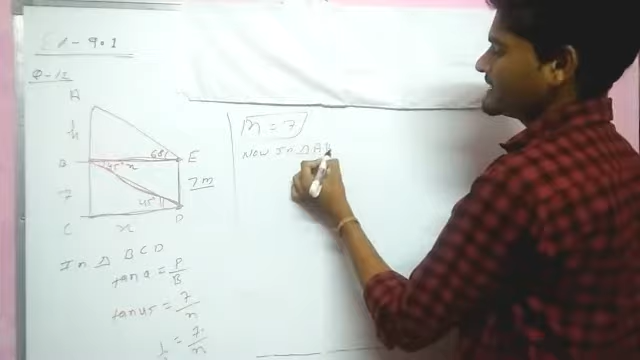 Ex-9.1
Q-12
A
h
60°
B
45°
x
E
7
7m
45°
C
x
D
In Δ BCD
tan θ = P/B
tan 45 = 7/x
1 = 7/x
x = 7
Now In Δ AB